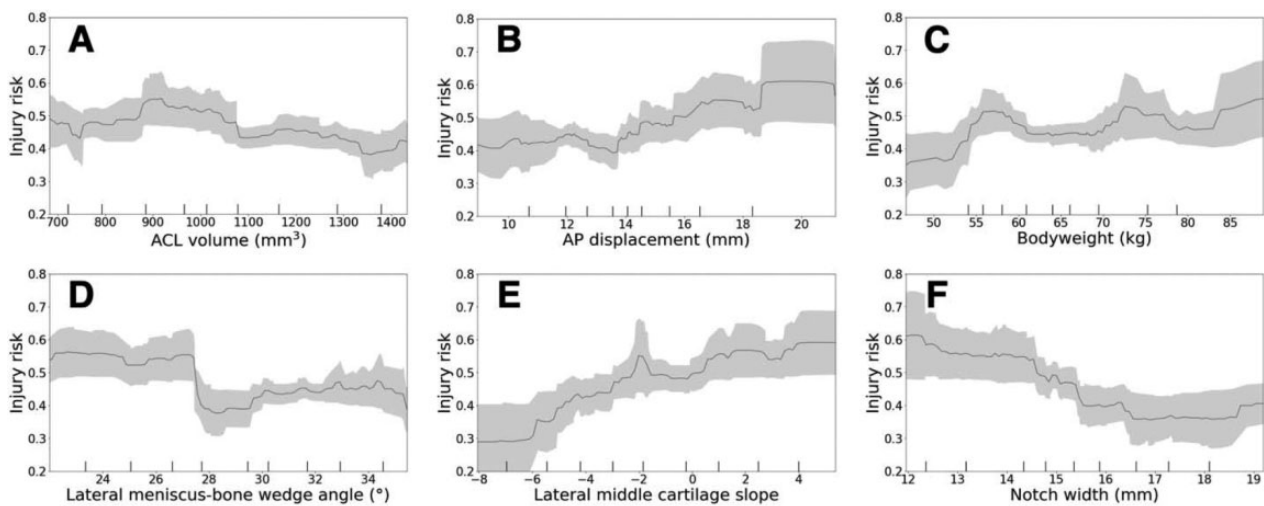 A
0.8
0.7
0.6
0.5
0.4
0.3
0.2
Injury risk
700 800 900 1000 1100 1200 1300 1400
ACL volume (mm³)
B
0.8
0.7
0.6
0.5
0.4
0.3
0.2
Injury risk
10 12 14 16 18 20
AP displacement (mm)
C
0.8
0.7
0.6
0.5
0.4
0.3
0.2
Injury risk
50 55 60 65 70 75 80 85
Bodyweight (kg)
D
0.8
0.7
0.6
0.5
0.4
0.3
0.2
Injury risk
24 26 28 30 32 34
Lateral meniscus-bone wedge angle (°)
E
0.8
0.7
0.6
0.5
0.4
0.3
0.2
Injury risk
−8 −6 −4 −2 0 2 4
Lateral middle cartilage slope
F
0.8
0.7
0.6
0.5
0.4
0.3
0.2
Injury risk
12 13 14 15 16 17 18 19
Notch width (mm)